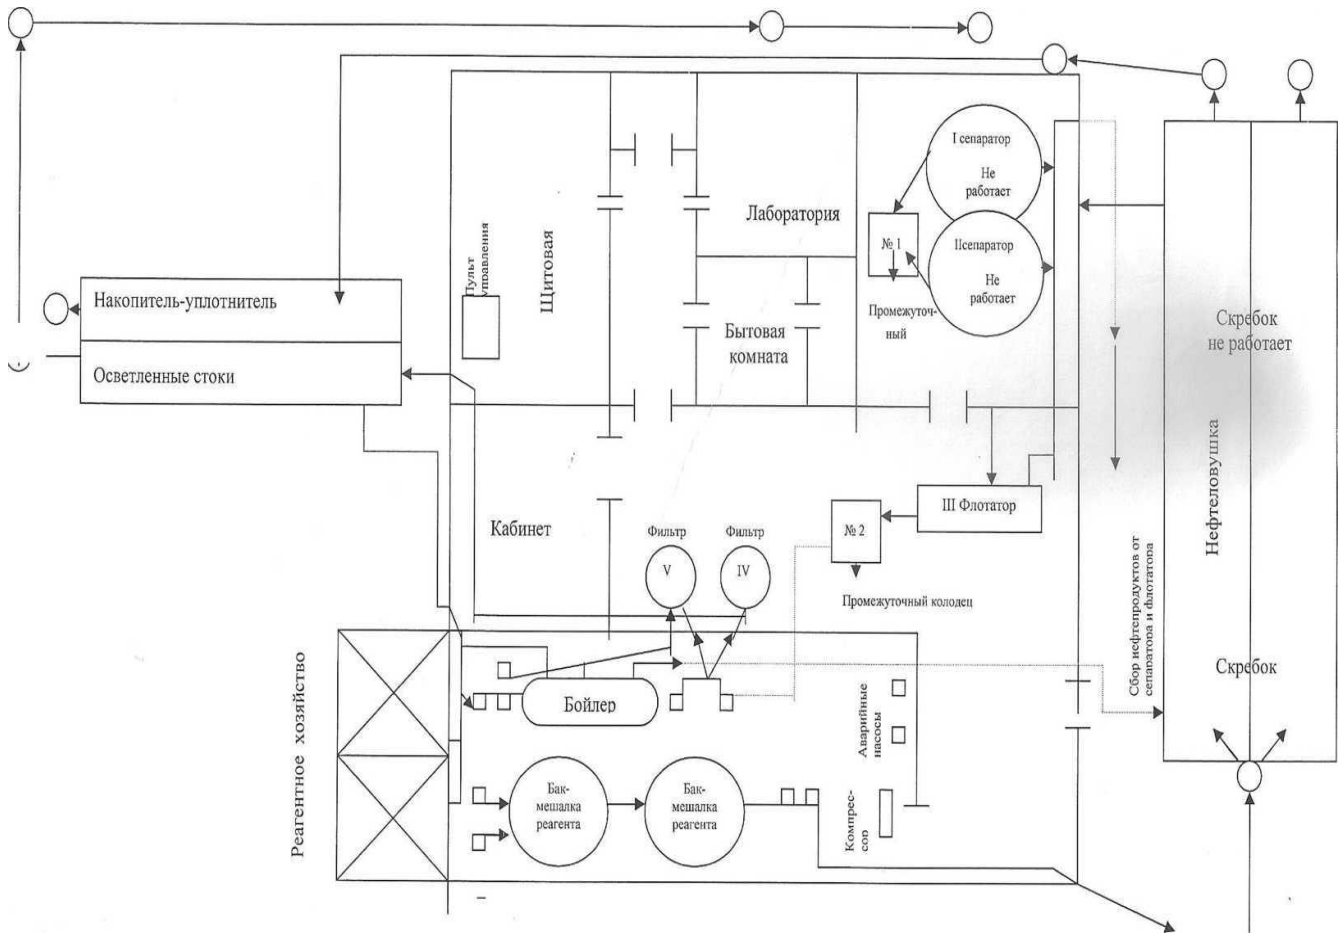 I сепаратор
Не
работает
Лаборатория
№ 1
IIсепаратор
Не
работает
Пульт
управления
Щитовая
Накопитель-уплотнитель
Промежуточ-
ный
Скребок
не работает
Бытовая
комната
Осветленные стоки
Нефтеловушка
III Флотатор
Кабинет
Фильтр
V
Фильтр
IV
№ 2
Промежуточный колодец
Сбор нефтепродуктов от
сепаратора и флотатора
Скребок
Реагентное хозяйство
Бойлер
Аварийные
насосы
Бак-
мешалка
реагента
Бак-
мешалка
реагента
Компрес-
сор